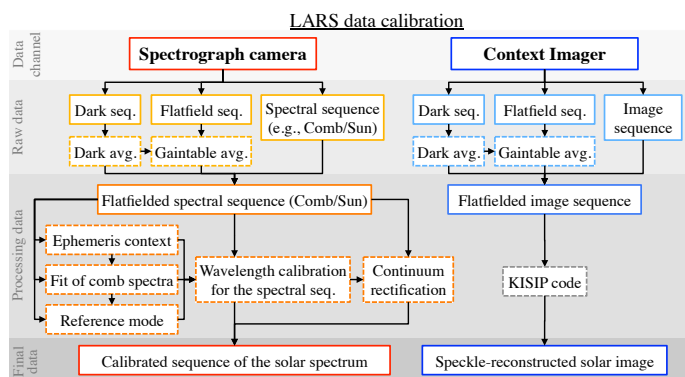 LARS data calibration
Data
channel
Spectrograph camera
Context Imager
Raw data
Dark seq.
Flatfield seq.
Spectral sequence
(e.g., Comb/Sun)
Dark avg.
Gaintable avg.
Dark seq.
Flatfield seq.
Image
sequence
Dark avg.
Gaintable avg.
Processing data
Flatfielded spectral sequence (Comb/Sun)
Flatfielded image sequence
Ephemeris context
Fit of comb spectra
Reference mode
Wavelength calibration
for the spectral seq.
Continuum
rectification
KISIP code
Final
data
Calibrated sequence of the solar spectrum
Speckle-reconstructed solar image